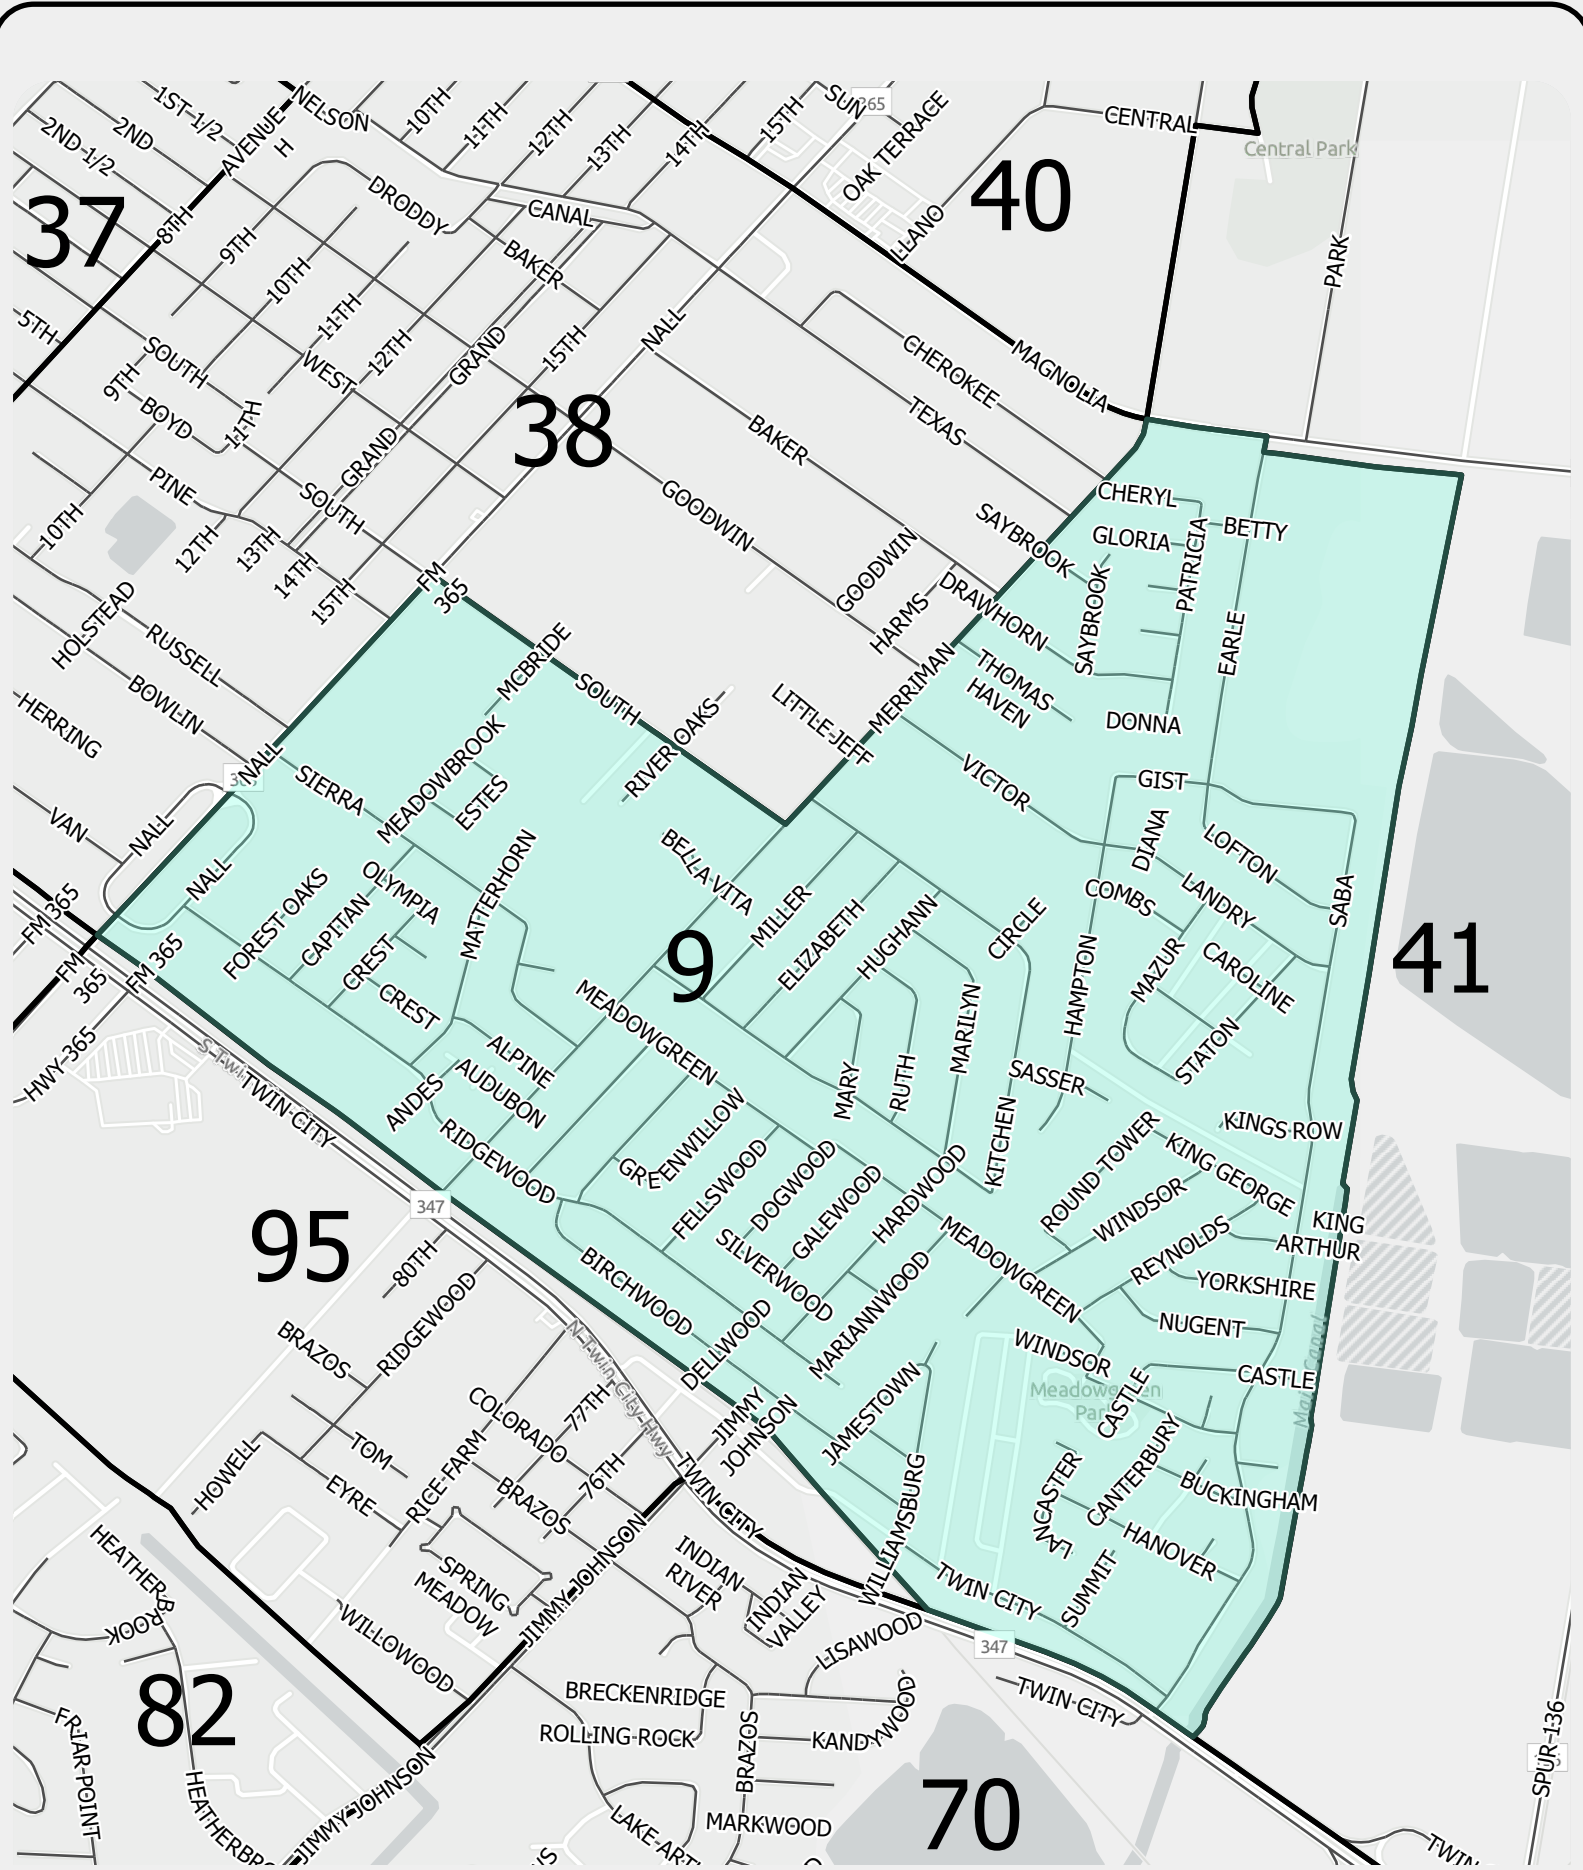 1ST 1/2
AVENUE
H
NELSON
10TH
11TH
12TH
13TH
14TH
15TH
SUN
365
OAK TERRACE
CENTRAL
Central Park
2ND
2ND 1/2
40
37
8TH
9TH
DRODDY
CANAL
BAKER
LLANO
PARK
10TH
11TH
12TH
GRAND
15TH
NALL
5TH
SOUTH
9TH
WEST
BOYD
11TH
CHEROKEE
MAGNOLIA
TEXAS
38
BAKER
GRAND
PINE
SOUTH
GOODWIN
10TH
12TH
13TH
14TH
15TH
FM
365
CHERYL
SAYBROOK
GLORIA
PATRICIA
BETTY
GOODWIN
HARMS
DRAWHORN
SAYBROOK
EARLE
HOLSTEAD
RUSSELL
BOWLIN
HERRING
MCBRIDE
SOUTH
MERRIMAN
THOMAS
HAVEN
DONNA
RIVER OAKS
LITTLE JEFF
NALL
SIERRA
MEADOWBROOK
ESTES
VICTOR
GIST
VAN
NALL
NALL
BELLA VITA
DIANA
LOFTON
FM 365
FOREST OAKS
OLYMPIA
CAPITAN
MATTERHORN
MILLER
ELIZABETH
HUGHANN
CIRCLE
COMBS
LANDRY
SABA
FM
365
FM 365
CREST
CREST
9
41
MEADOWGREEN
HAMPTON
MAZUR
CAROLINE
STATON
MARILYN
MARY
RUTH
SASSER
HWY 365
TWIN CITY
ALPINE
AUDUBON
ANDES
RIDGEWOOD
GREENWILLOW
KITCHEN
KINGS ROW
ROUND TOWER
KING GEORGE
347
FELLSWOOD
DOGWOOD
GALEWOOD
HARDWOOD
WINDSOR
KING
ARTHUR
REYNOLDS
95
80TH
SILVERWOOD
MEADOWGREEN
YORKSHIRE
BIRCHWOOD
NUGENT
RIDGEWOOD
BRAZOS
N Twin City Hwy
DELLWOOD
MARIANNWOOD
WINDSOR
CASTLE
Meadowgreen
Park
CASTLE
COLORADO
77TH
JIMMY
JOHNSON
JAMESTOWN
CANTERBURY
TOM
HOWELL
EYRE
RICE FARM
BRAZOS
76TH
TWIN CITY
WILLIAMSBURG
LANCASTER
BUCKINGHAM
HANOVER
HEATHERBROOK
SPRING
MEADOW
JIMMY JOHNSON
INDIAN
RIVER
INDIAN
VALLEY
TWIN CITY
SUMMIT
WILLOWOOD
LISAWOOD
347
82
BRECKENRIDGE
ROLLING ROCK
TWIN CITY
KANDYWOOD
FRIAR POINT
BRAZOS
SPUR 136
JIMMY JOHNSON
MARKWOOD
70